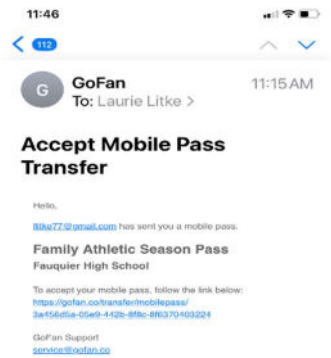 11:46
112
G
GoFan
11:15 AM
To: Laurie Litke >
Accept Mobile Pass
Transfer
Hello,
llitke77@gmail.com has sent you a mobile pass.
Family Athletic Season Pass
Fauquier High School
To accept your mobile pass, follow the link below:
https://gofan.co/transfer/mobilepass/
3a456d5a-05e9-442b-8f8c-8f6370403224
GoFan Support
service@gofan.co